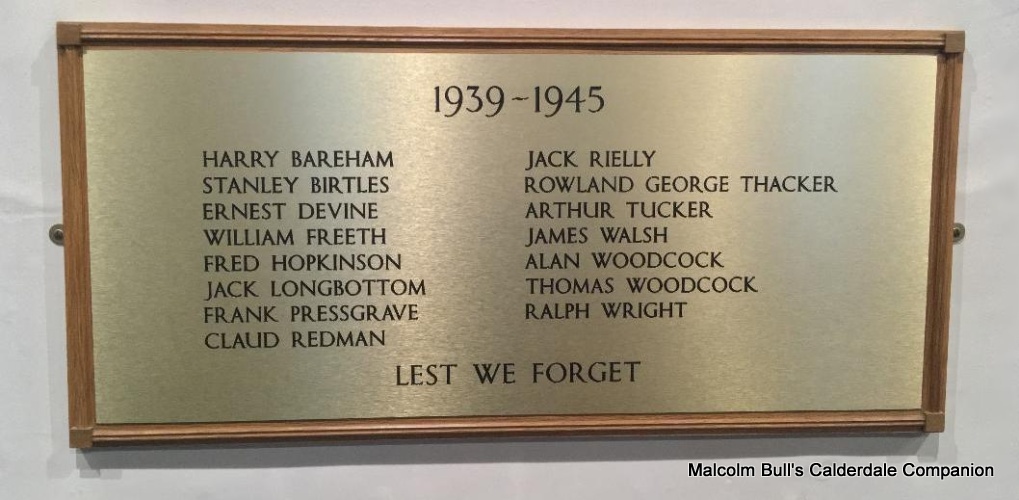 1939-1945
HARRY BAREHAM
STANLEY BIRTLES
ERNEST DEVINE
WILLIAM FREETH
FRED HOPKINSON
JACK LONGBOTTOM
FRANK PRESSGRAVE
CLAUD REDMAN
JACK RIELLY
ROWLAND GEORGE THACKER
ARTHUR TUCKER
JAMES WALSH
ALAN WOODCOCK
THOMAS WOODCOCK
RALPH WRIGHT
LEST WE FORGET
Malcolm Bull's Calderdale Companion